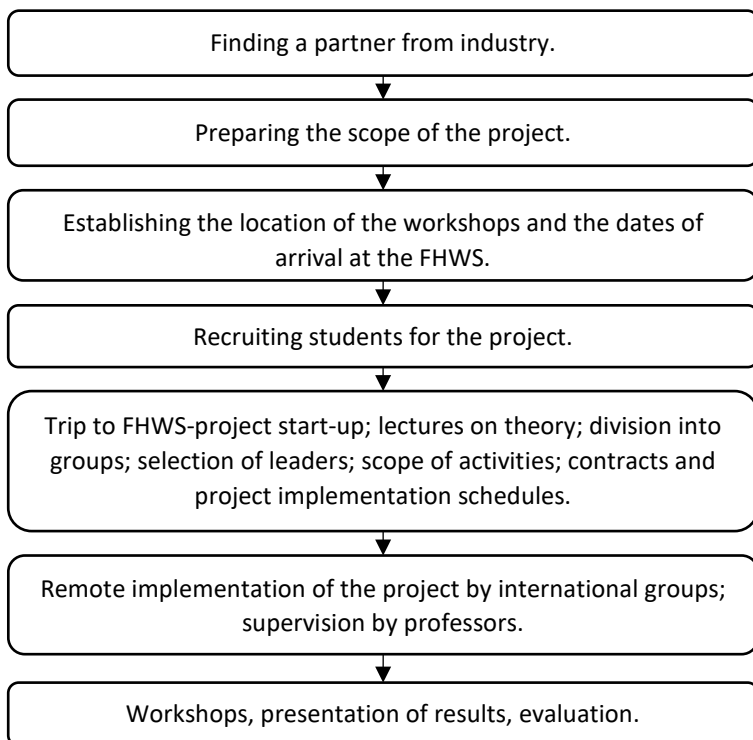 Finding a partner from industry.
Preparing the scope of the project.
Establishing the location of the workshops and the dates of
arrival at the FHWS.
Recruiting students for the project.
Trip to FHWS-project start-up; lectures on theory; division into
groups; selection of leaders; scope of activities; contracts and
project implementation schedules.
Remote implementation of the project by international groups;
supervision by professors.
Workshops, presentation of results, evaluation.